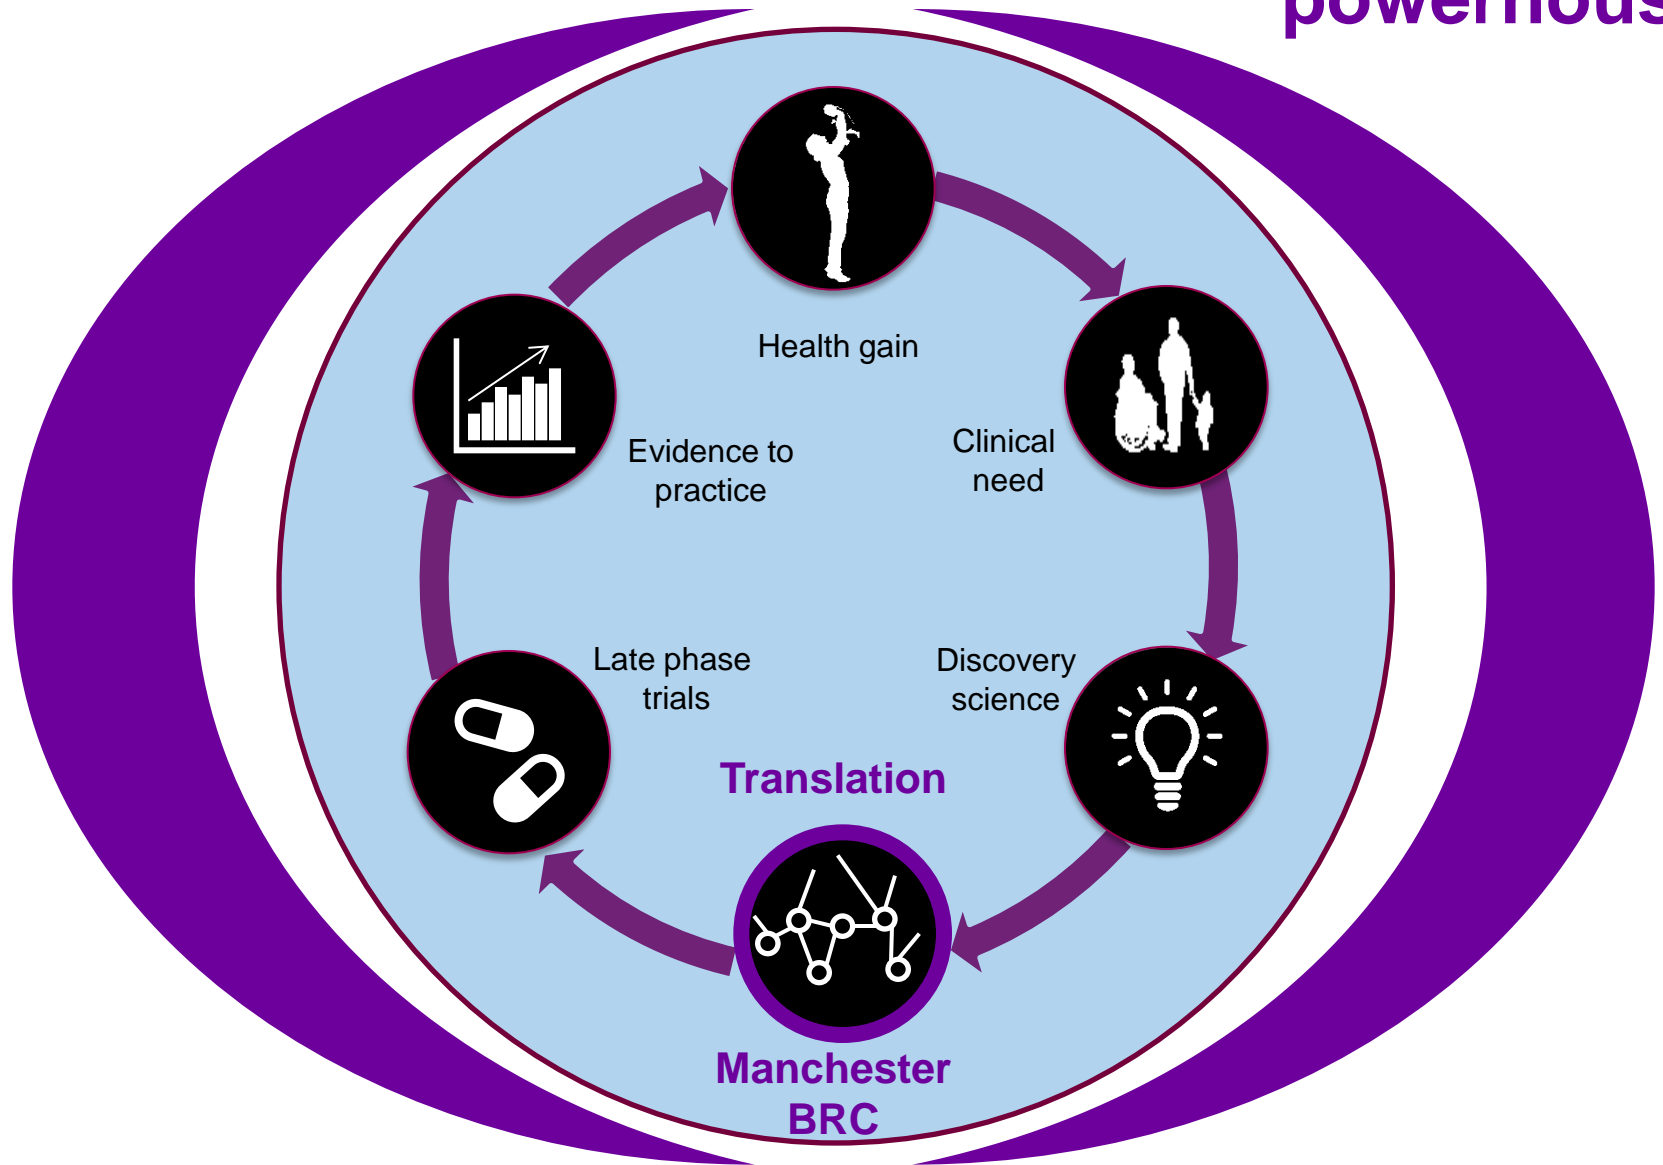 Health gain
Clinical
need
Evidence to
practice
Discovery
science
Late phase
trials
Translation
Manchester
BRC